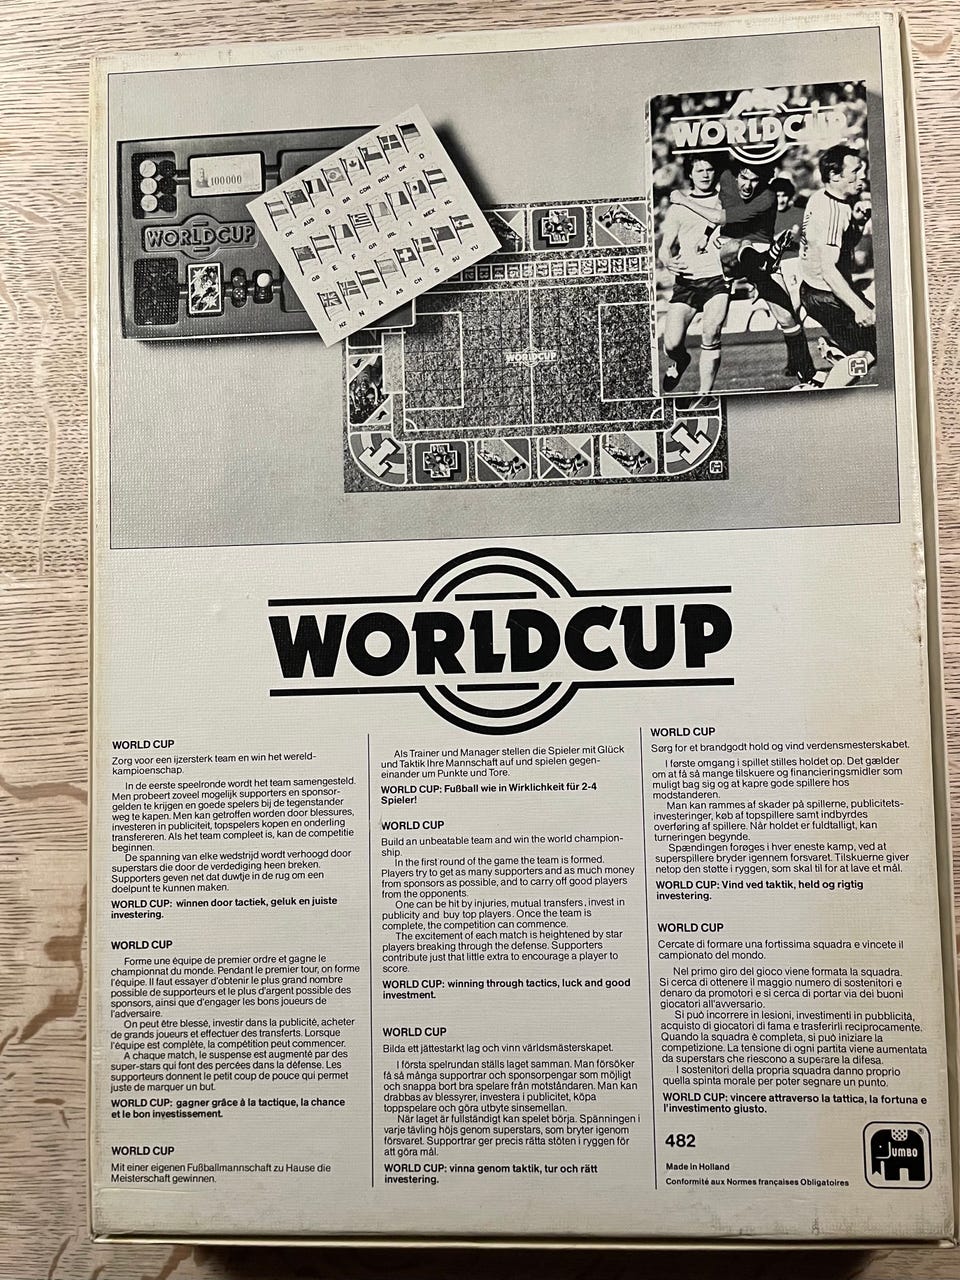 100000
WORLDCUP
D
DK
CDN
RCH
BR
B
AUS
DK
NL
MEX
I
IRL
GR
F
E
GB
YU
SU
S
CH
AS
A
N
NZ
WORLDCUP
WORLDCUP
WORLDCUP
WORLD CUP
Zorg voor een ijzersterk team en win het wereld-
kampioenschap.
In de eerste speelronde wordt het team samengesteld.
Men probeert zoveel mogelijk supporters en sponsor-
gelden te krijgen en goede spelers bij de tegenstander
weg te kapen. Men kan getroffen worden door blessures,
investeren in publiciteit, topspelers kopen en onderling
transfereren. Als het team compleet is, kan de competitie
beginnen.
De spanning van elke wedstrijd wordt verhoogd door
superstars die door de verdediging heen breken.
Supporters geven net dat duwtje in de rug om een
doelpunt te kunnen maken.
WORLD CUP: winnen door tactiek, geluk en juiste
investering.
WORLD CUP
Forme une équipe de premier ordre et gagne le
championnat du monde. Pendant le premier tour, on forme
l'équipe. Il faut essayer d'obtenir le plus grand nombre
possible de supporteurs et le plus d'argent possible des
sponsors, ainsi que d'engager les bons joueurs de
l'adversaire.
On peut être blessé, investir dans la publicité, acheter
de grands joueurs et effectuer des transferts. Lorsque
l'équipe est complète, la compétition peut commencer.
A chaque match, le suspense est augmenté par des
super-stars qui font des percées dans la défense. Les
supporteurs donnent le petit coup de pouce qui permet
juste de marquer un but.
WORLD CUP: gagner grâce à la tactique, la chance
et le bon investissement.
WORLD CUP
Mit einer eigenen Fußballmannschaft zu Hause die
Meisterschaft gewinnen.
Als Trainer und Manager stellen die Spieler mit Glück
und Taktik Ihre Mannschaft auf und spielen gegen-
einander um Punkte und Tore.
WORLD CUP: Fußball wie in Wirklichkeit für 2-4
Spieler!
WORLD CUP
Build an unbeatable team and win the world champion-
ship.
In the first round of the game the team is formed.
Players try to get as many supporters and as much money
from sponsors as possible, and to carry off good players
from the opponents.
One can be hit by injuries, mutual transfers, invest in
publicity and buy top players. Once the team is
complete, the competition can commence.
The excitement of each match is heightened by star
players breaking through the defense. Supporters
contribute just that little extra to encourage a player to
score.
WORLD CUP: winning through tactics, luck and good
investment.
WORLD CUP
Bilda ett jättestarkt lag och vinn världsmästerskapet.
I första spelrundan ställs laget samman. Man försöker
få så många supportrar och sponsorpengar som möjligt
och snappa bort bra spelare från motståndaren. Man kan
drabbas av blessyrer, investera i publicitet, köpa
toppspelare och göra utbyte sinsemellan.
När laget är fullständigt kan spelet börja. Spänningen i
varje tävling höjs genom superstars, som bryter igenom
försvaret. Supportrar ger precis rätta stöten i ryggen för
att göra mål.
WORLD CUP: vinna genom taktik, tur och rätt
investering.
WORLD CUP
Sørg for et brandgodt hold og vind verdensmesterskabet.
I første omgang i spillet stilles holdet op. Det gælder
om at få så mange tilskuere og financieringsmidler som
muligt bag sig og at kapre gode spillere hos
modstanderen.
Man kan rammes af skader på spillerne, publicitets-
investeringer, køb af topspillere samt indbyrdes
overføring af spillere. Når holdet er fuldtalligt, kan
turneringen begynde.
Spændingen forøges i hver eneste kamp, ved at
superspillere bryder igennem forsvaret. Tilskuerne giver
netop den støtte i ryggen, som skal til for at lave et mål.
WORLD CUP: Vind ved taktik, held og rigtig
investering.
WORLD CUP
Cercate di formare una fortissima squadra e vincete il
campionato del mondo.
Nel primo giro del gioco viene formata la squadra.
Si cerca di ottenere il maggio numero di sostenitori e
denaro da promotori e si cerca di portar via dei buoni
giocatori all'avversario.
Si può incorrere in lesioni, investimenti in pubblicità,
acquisto di giocatori di fama e trasferirli reciprocamente.
Quando la squadra è completa, si può iniziare la
competizione. La tensione di ogni partita viene aumentata
da superstars che riescono a superare la difesa.
I sostenitori della propria squadra danno proprio
quella spinta morale per poter segnare un punto.
WORLD CUP: vincere attraverso la tattica, la fortuna e
l'investimento giusto.
482
Made in Holland
Conformité aux Normes françaises Obligatoires
JUMBO